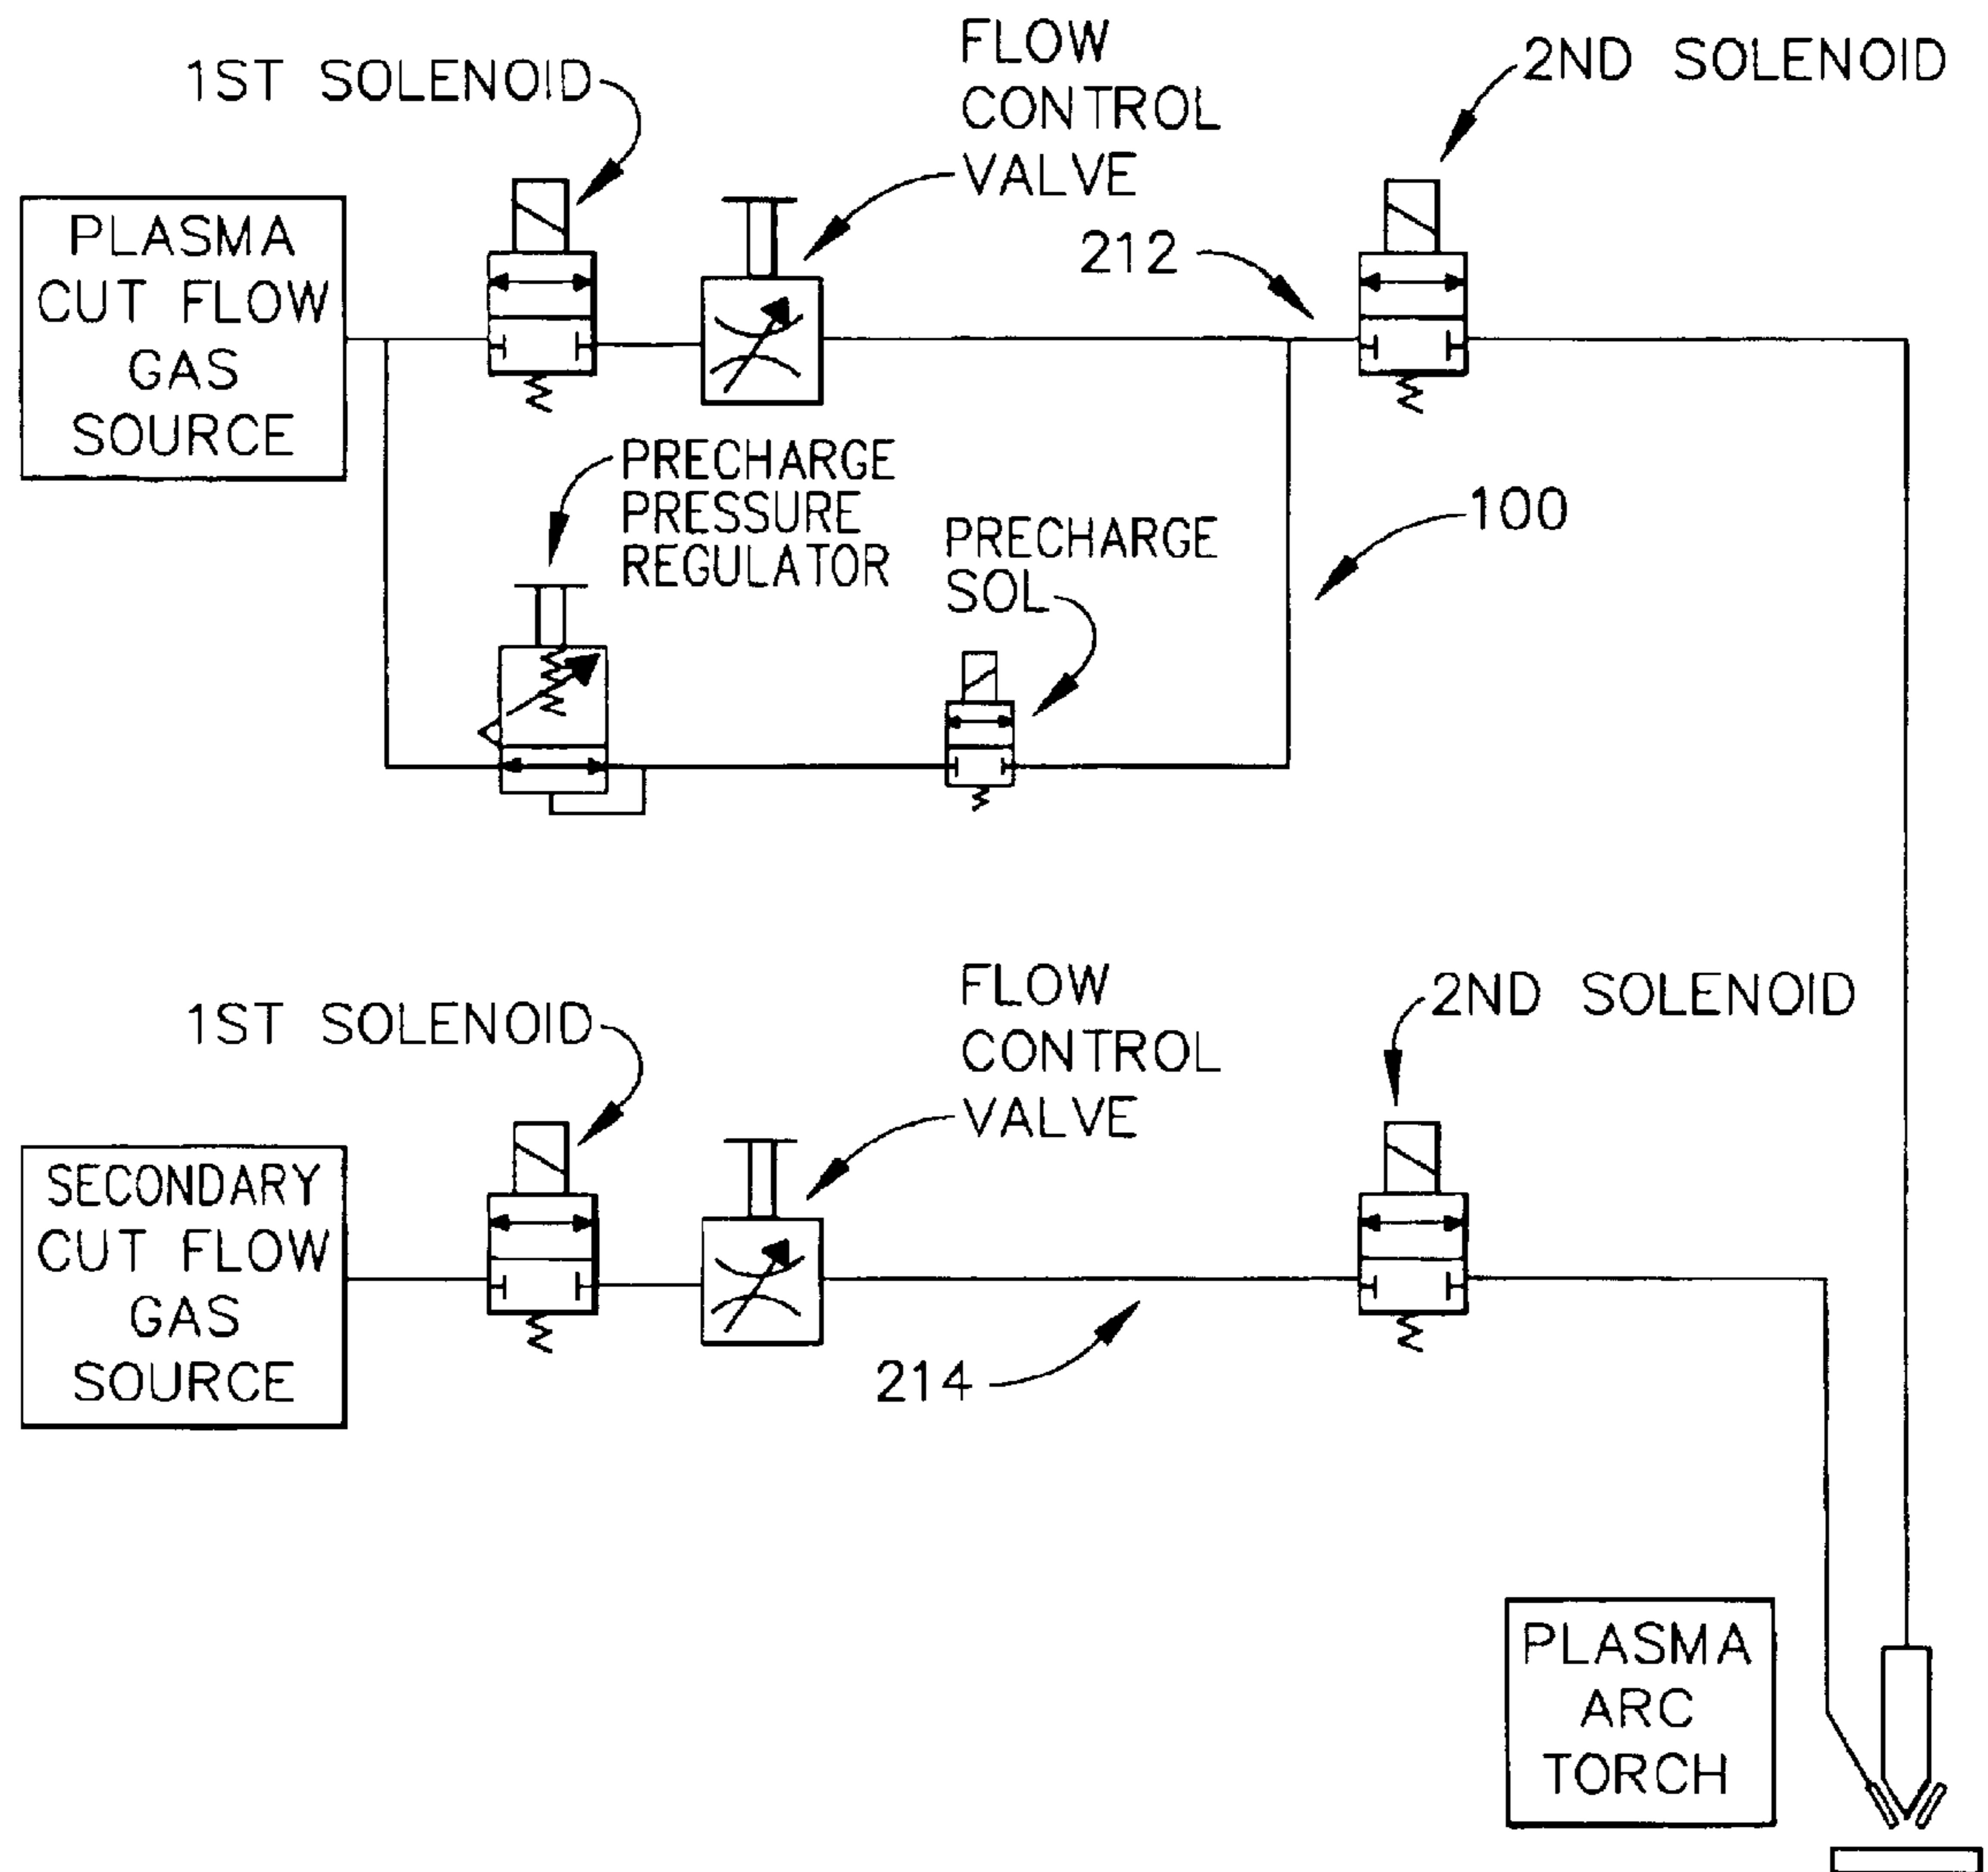 1ST SOLENOID
FLOW
CONTROL
VALVE
2ND SOLENOID
PLASMA
CUT FLOW
GAS
SOURCE
212
PRECHARGE
PRESSURE
REGULATOR
PRECHARGE
SOL
100
1ST SOLENOID
FLOW
CONTROL
VALVE
2ND SOLENOID
SECONDARY
CUT FLOW
GAS
SOURCE
214
PLASMA
ARC
TORCH